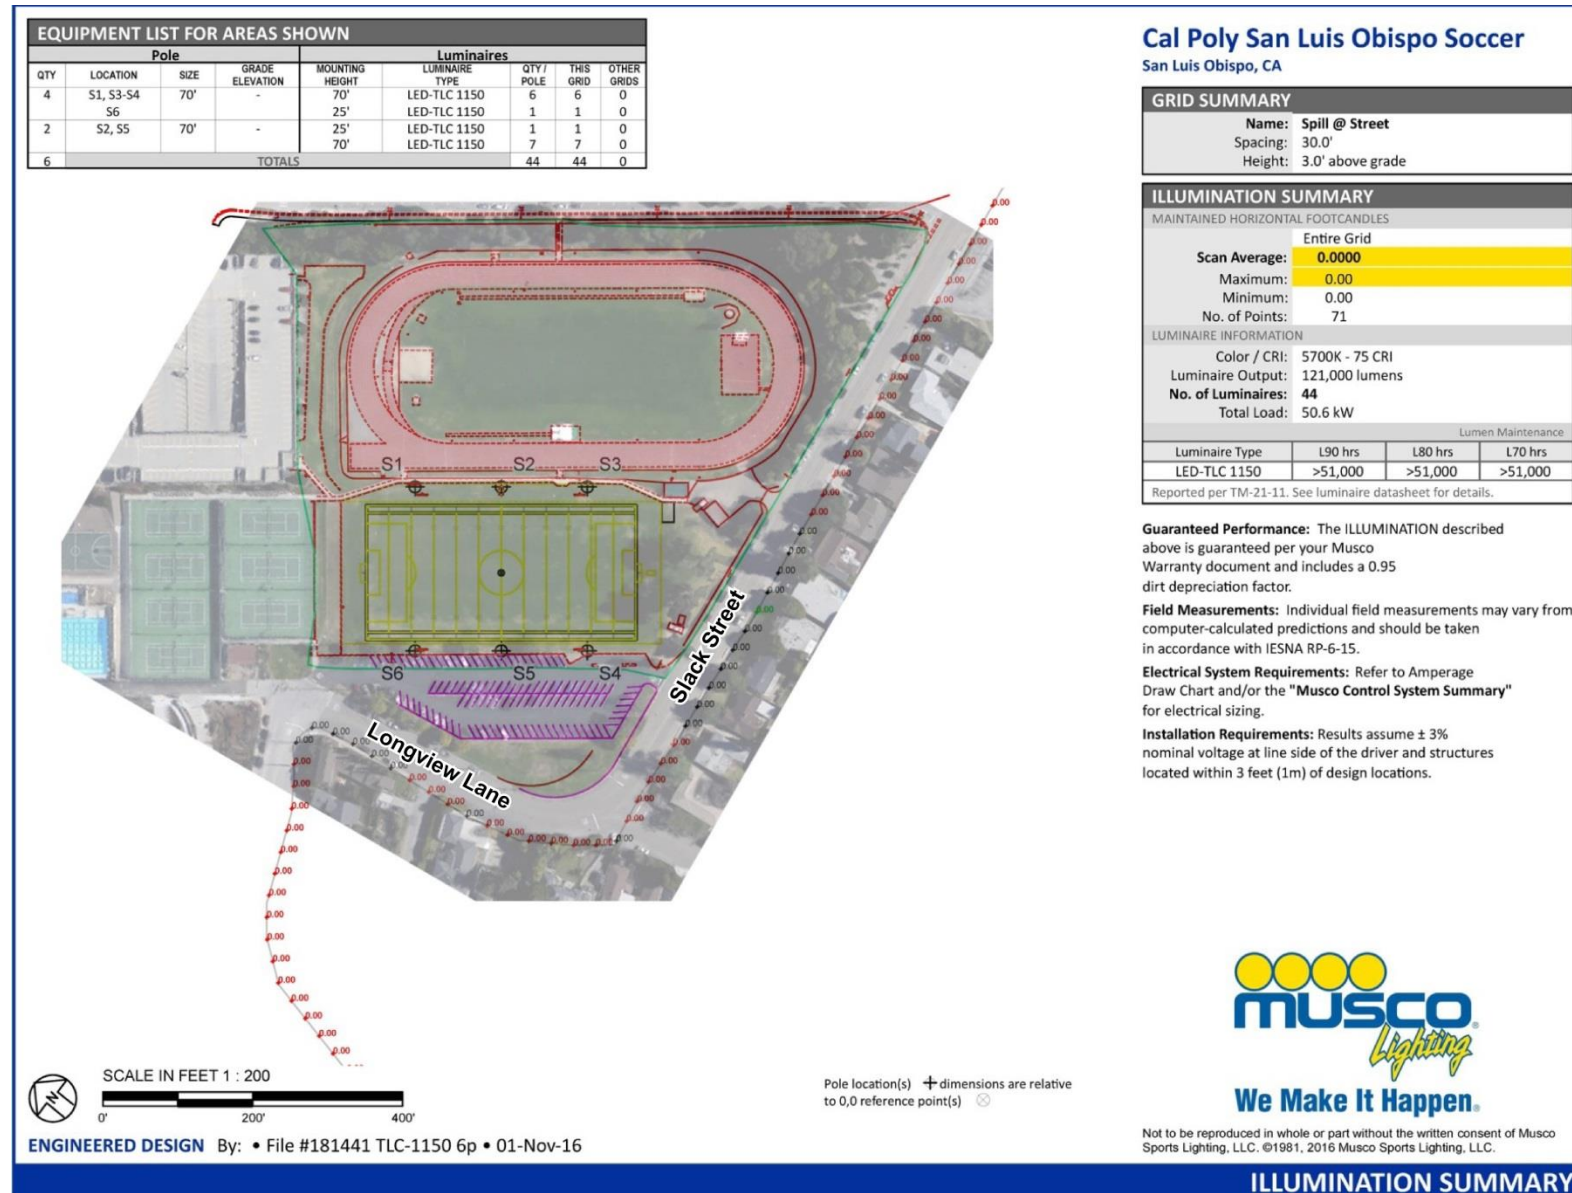 EQUIPMENT LIST FOR AREAS SHOWN
Pole Luminaires
QTY LOCATION SIZE GRADE ELEVATION MOUNTING HEIGHT LUMINAIRE TYPE QTY / POLE THIS GRID OTHER GRIDS
4 S1, S3-S4 70' - 70' LED-TLC 1150 6 6 0
S6 25' LED-TLC 1150 1 1 0
2 S2, S5 70' - 25' LED-TLC 1150 1 1 0
70' LED-TLC 1150 7 7 0
6 TOTALS 44 44 0
S1 S2 S3
S6 S5 S4
Slack Street
Longview Lane
SCALE IN FEET 1 : 200
0' 200' 400'
N
Pole location(s) dimensions are relative
to 0,0 reference point(s)
ENGINEERED DESIGN By: • File #181441 TLC-1150 6p • 01-Nov-16
Cal Poly San Luis Obispo Soccer
San Luis Obispo, CA
GRID SUMMARY
Name: Spill @ Street
Spacing: 30.0'
Height: 3.0' above grade
ILLUMINATION SUMMARY
MAINTAINED HORIZONTAL FOOTCANDLES
Entire Grid
Scan Average: 0.0000
Maximum: 0.00
Minimum: 0.00
No. of Points: 71
LUMINAIRE INFORMATION
Color / CRI: 5700K - 75 CRI
Luminaire Output: 121,000 lumens
No. of Luminaires: 44
Total Load: 50.6 kW
Lumen Maintenance
Luminaire Type L90 hrs L80 hrs L70 hrs
LED-TLC 1150 >51,000 >51,000 >51,000
Reported per TM-21-11. See luminaire datasheet for details.
Guaranteed Performance: The ILLUMINATION described
above is guaranteed per your Musco
Warranty document and includes a 0.95
dirt depreciation factor.
Field Measurements: Individual field measurements may vary from
computer-calculated predictions and should be taken
in accordance with IESNA RP-6-15.
Electrical System Requirements: Refer to Amperage
Draw Chart and/or the "Musco Control System Summary"
for electrical sizing.
Installation Requirements: Results assume ± 3%
nominal voltage at line side of the driver and structures
located within 3 feet (1m) of design locations.
MUSCO
Lighting
We Make It Happen®
Not to be reproduced in whole or part without the written consent of Musco
Sports Lighting, LLC. ©1981, 2016 Musco Sports Lighting, LLC.
ILLUMINATION SUMMARY